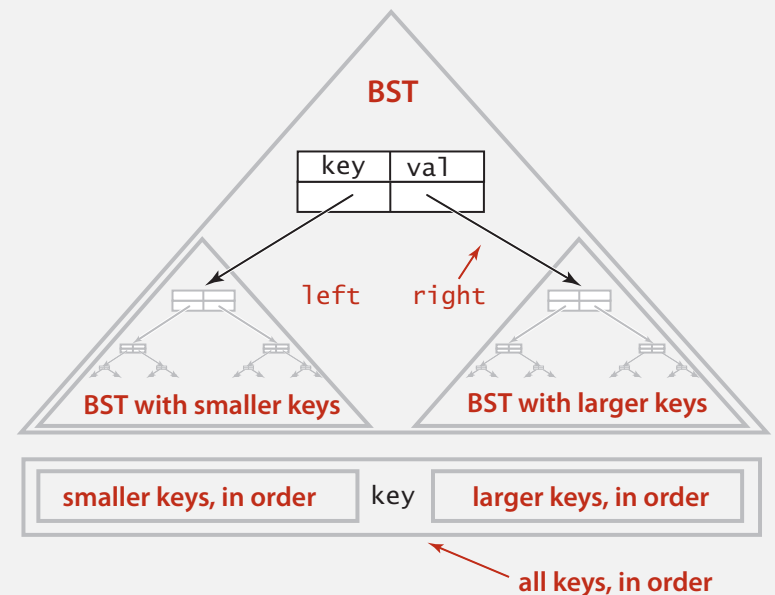 BST
key val
left right
BST with smaller keys BST with larger keys
smaller keys, in order key larger keys, in order
all keys, in order